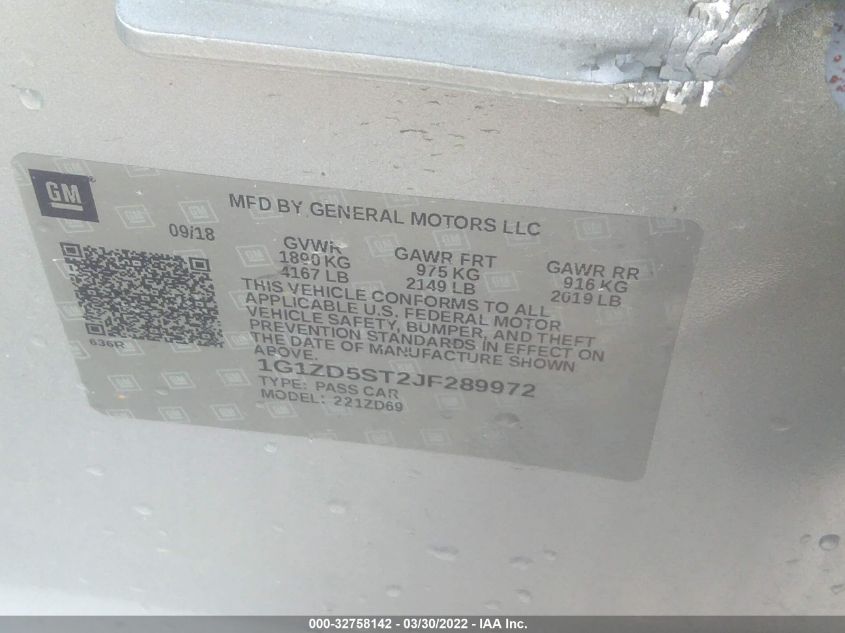 GM
MFD BY GENERAL MOTORS LLC
09/18
GVWR GAWR FRT GAWR RR
1890 KG 975 KG 916 KG
4167 LB 2149 LB 2019 LB
THIS VEHICLE CONFORMS TO ALL
APPLICABLE U.S. FEDERAL MOTOR
VEHICLE SAFETY, BUMPER, AND THEFT
PREVENTION STANDARDS IN EFFECT ON
THE DATE OF MANUFACTURE SHOWN
ABOVE.
636R
1G1ZD5ST2JF289972
TYPE: PASS CAR
MODEL: 221ZD69
000-32758142 - 03/30/2022 - IAA Inc.